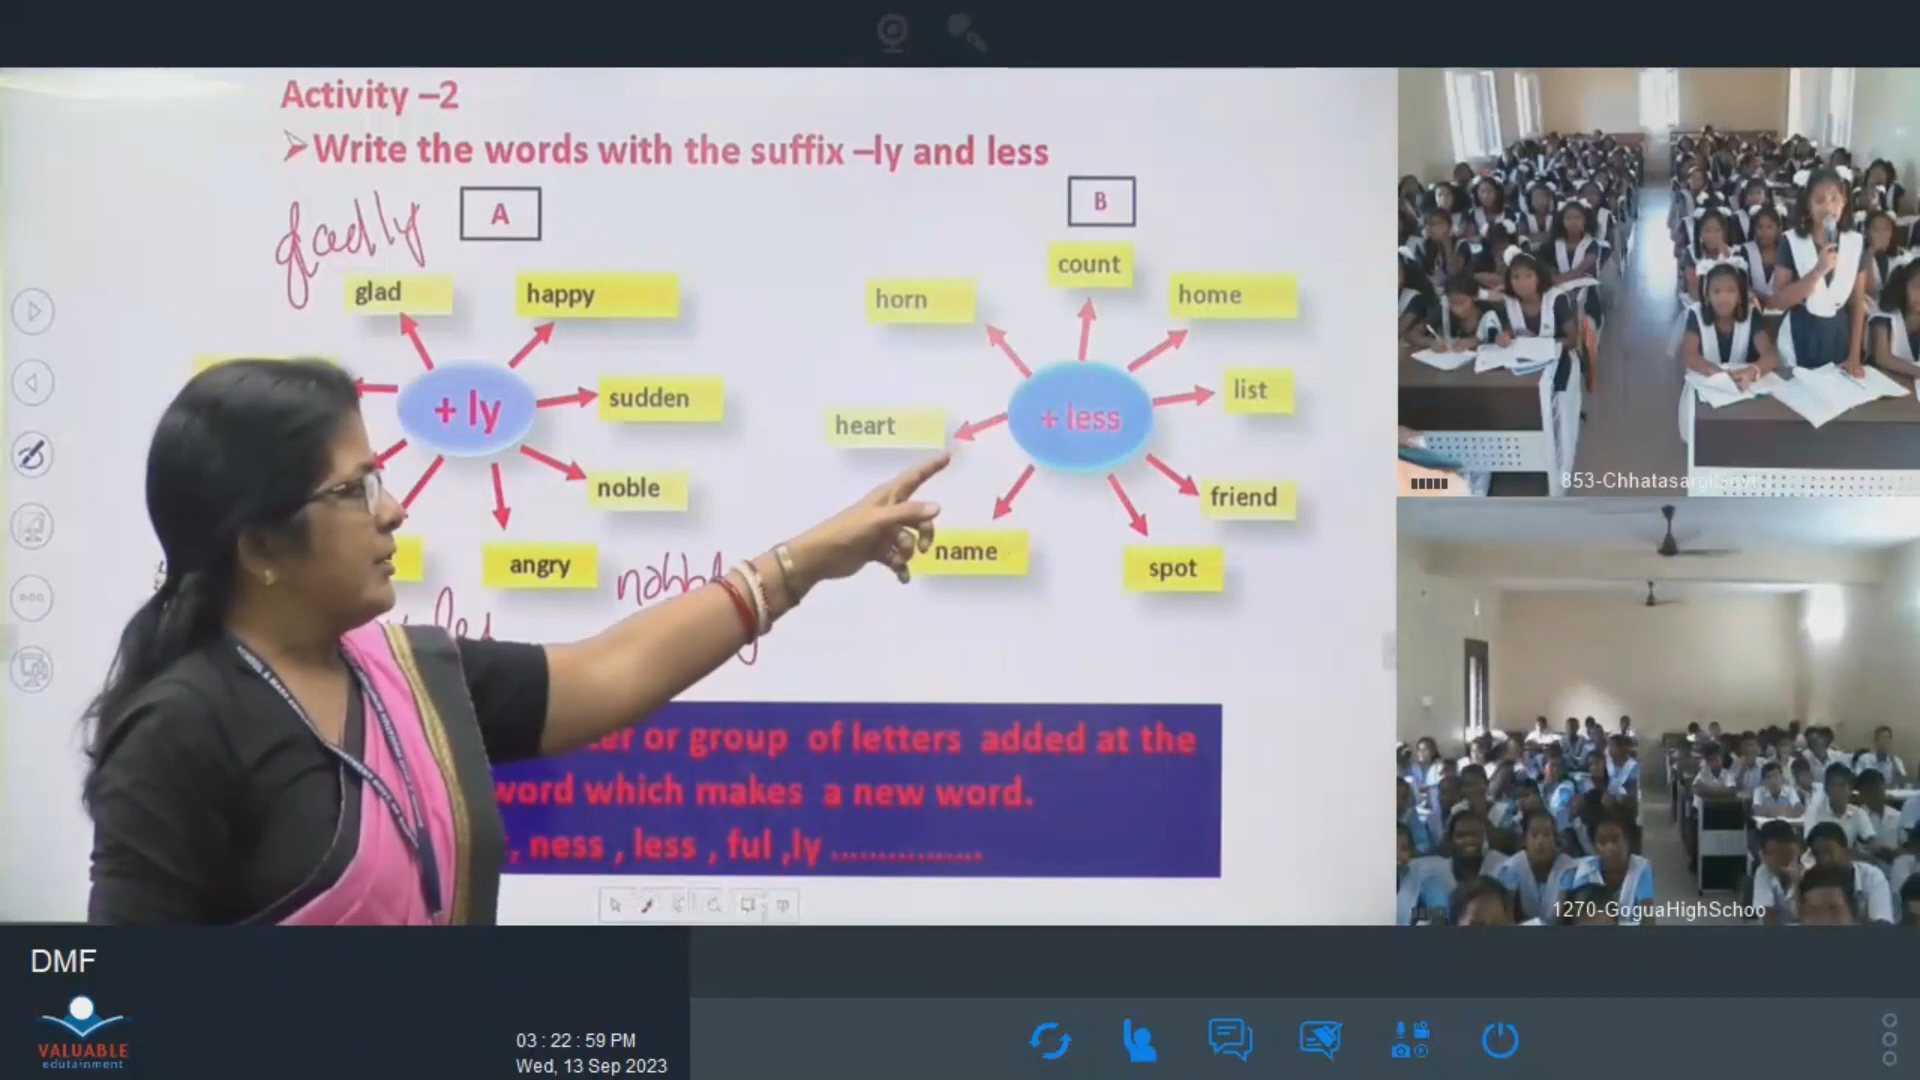 Activity –2
➢Write the words with the suffix –ly and less
gladly
A
B
count
glad
happy
horn
home
+ ly
sudden
+ less
list
heart
noble
friend
angry
name
spot
or group of letters added at the
word which makes a new word.
, ness , less , ful ,ly ...............
853-Chhatasargi
1270-GoguaHighSchoo
DMF
VALUABLE
edutainment
03 : 22 : 59 PM
Wed, 13 Sep 2023